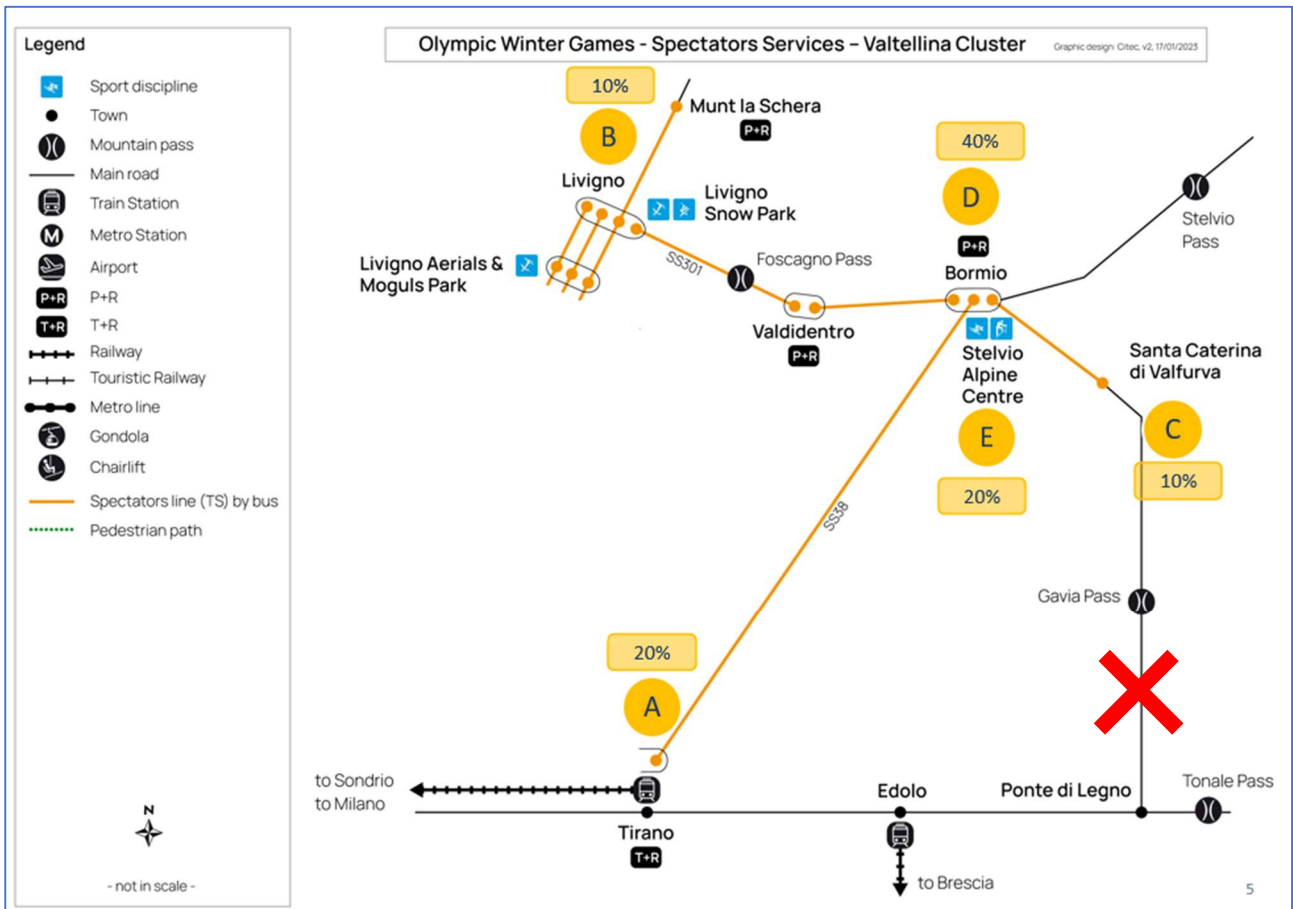 Legend
Sport discipline
Town
Mountain pass
Main road
Train Station
M
Metro Station
Airport
P+R
P+R
T+R
T+R
Railway
Touristic Railway
Metro line
Gondola
Chairlift
Spectators line (TS) by bus
Pedestrian path
N
- not in scale -
Olympic Winter Games - Spectators Services – Valtellina Cluster
Graphic design: Citec, v2, 17/01/2023
10%
B
Munt la Schera
P+R
Livigno
Livigno
Snow Park
Livigno Aerials &
Moguls Park
SS301
Foscagno Pass
Valdidentro
P+R
40%
D
P+R
Bormio
Stelvio
Pass
Stelvio
Alpine
Centre
E
20%
Santa Caterina
di Valfurva
C
10%
SS38
Gavia Pass
20%
A
to Sondrio
to Milano
Tirano
T+R
Edolo
to Brescia
Ponte di Legno
Tonale Pass
5